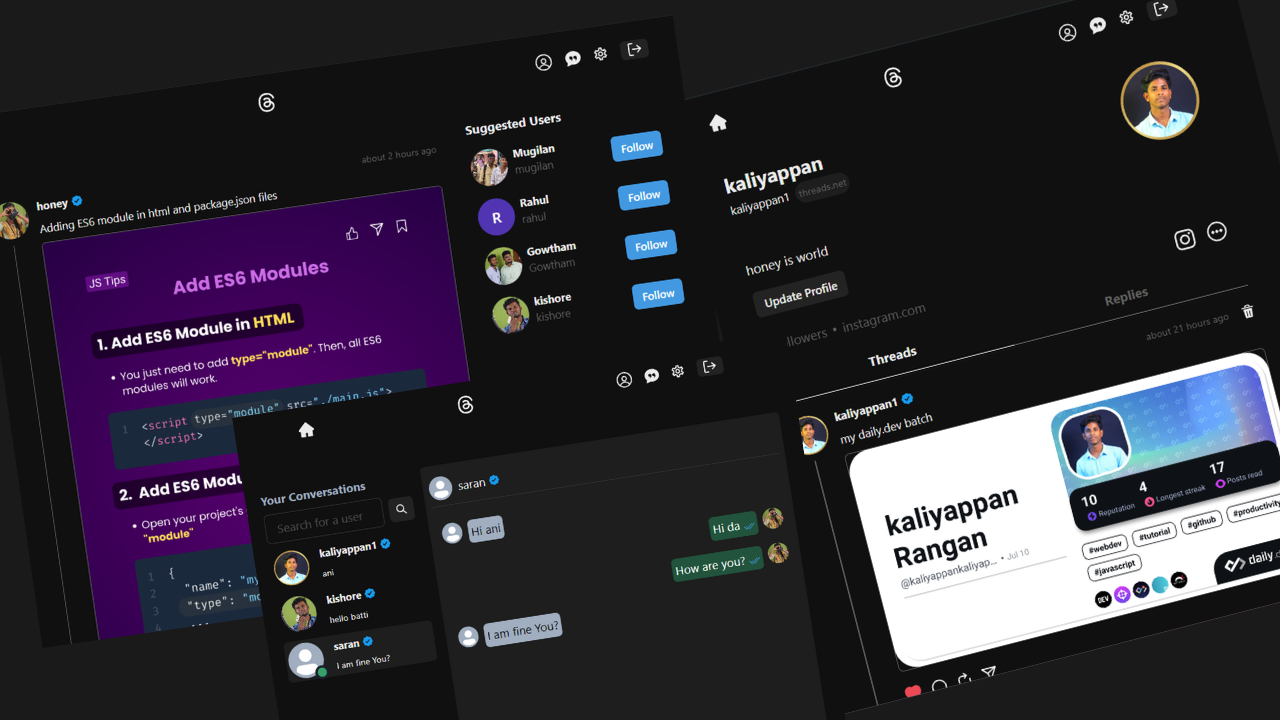 about 2 hours ago
honey
Adding ES6 module in html and package.json files
JS Tips
Add ES6 Modules
1. Add ES6 Module in HTML
• You just need to add type="module". Then, all ES6
modules will work.
1 <script type="module" src="./main.js">
</script>
2. Add ES6 Modu
• Open your project's
"module"
1 {
2 "name": "my
3 "type": "mo
4 ...
Suggested Users
Mugilan
mugilan
Follow
R
Rahul
rahul
Follow
Gowtham
Gowtham
Follow
kishore
kishore
Follow
Your Conversations
Search for a user
kaliyappan1
ani
kishore
hello batti
saran
I am fine You?
saran
Hi ani
Hi da
How are you?
I am fine You?
kaliyappan
kaliyappan1 threads.net
honey is world
Update Profile
llowers • instagram.com
Threads
Replies
about 21 hours ago
kaliyappan1
my daily.dev batch
kaliyappan
Rangan
@kaliyappankaliyap... • Jul 10
10
Reputation
4
Longest streak
17
Posts read
#webdev
#tutorial
#github
#productivity
#javascript
DEV
daily.d